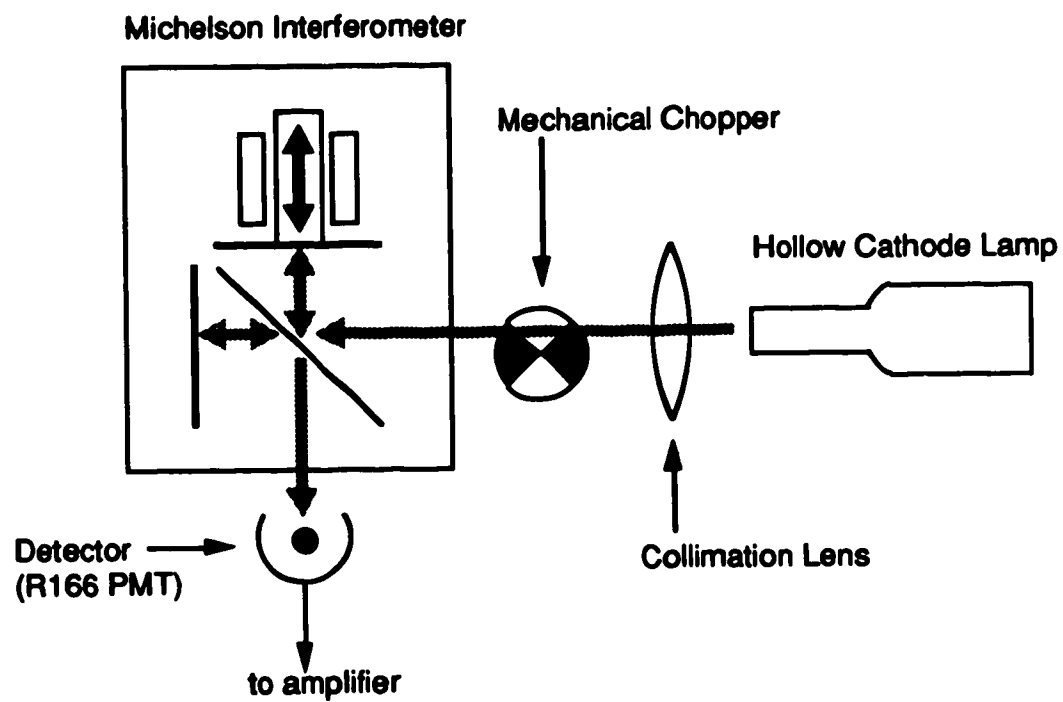 Michelson Interferometer
Mechanical Chopper
Hollow Cathode Lamp
Detector
(R166 PMT)
Collimation Lens
to amplifier